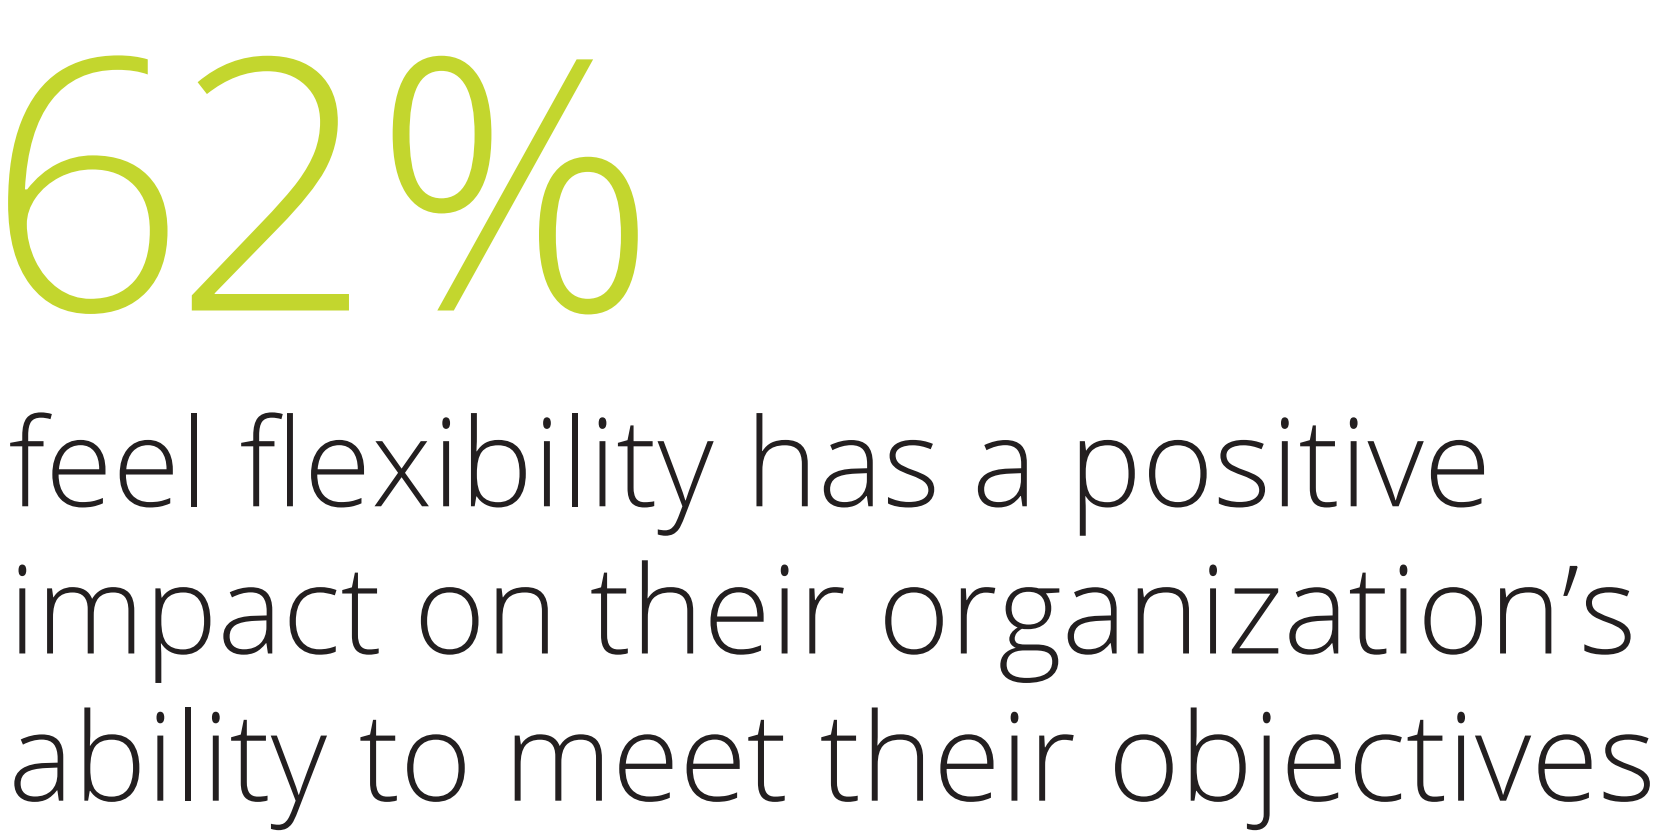 62%
feel flexibility has a positive
impact on their organization’s
ability to meet their objectives